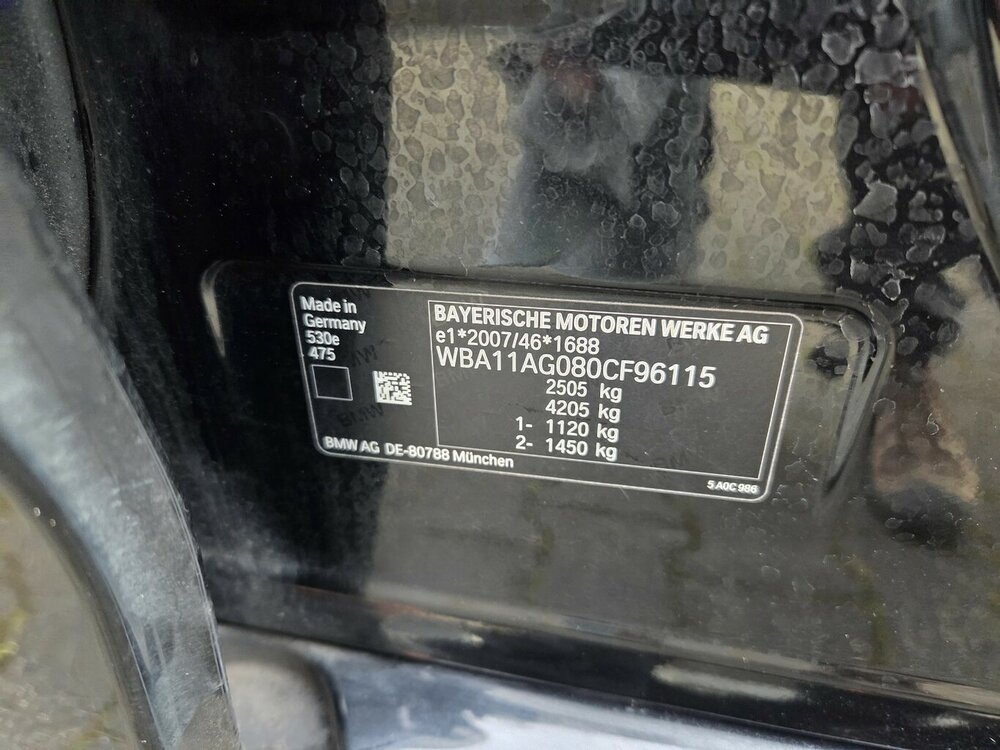 Made in
Germany
530e
475
BMW AG DE-80788 München
BAYERISCHE MOTOREN WERKE AG
e1*2007/46*1688
WBA11AG080CF96115
2505 kg
4205 kg
1- 1120 kg
2- 1450 kg
5 A0C 986